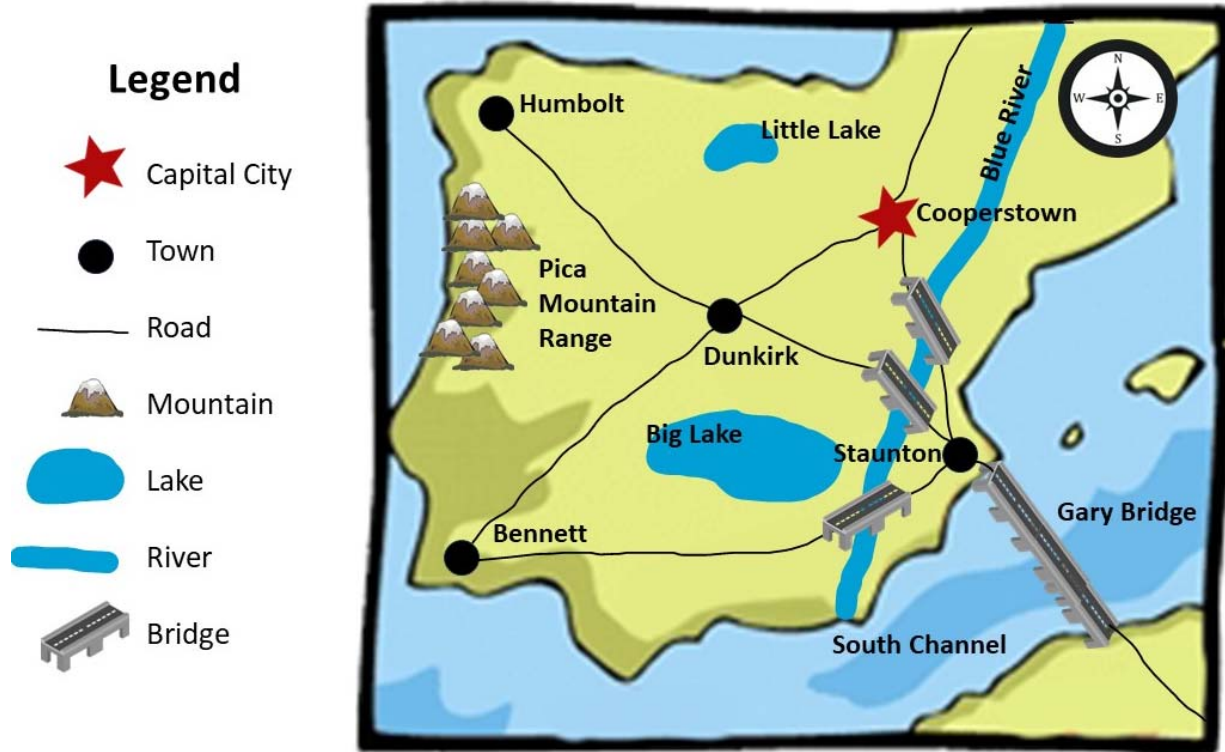 Legend
Capital City
Town
Road
Mountain
Lake
River
Bridge
Humbolt
Little Lake
Blue River
N
W
E
S
Cooperstown
Pica
Mountain
Range
Dunkirk
Big Lake
Staunton
Gary Bridge
Bennett
South Channel